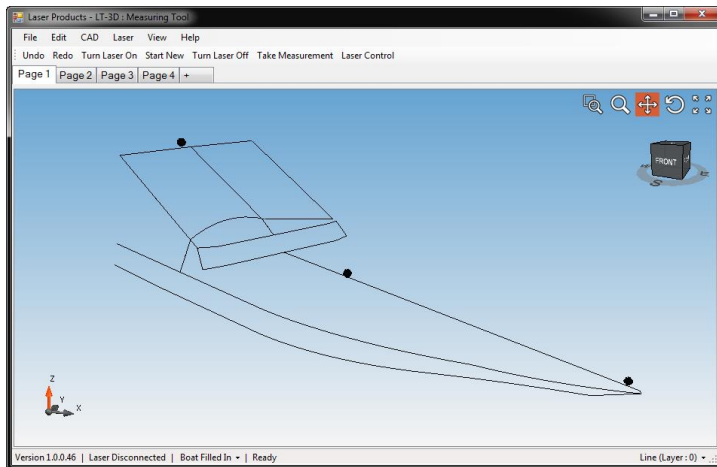 Laser Products - LT-3D : Measuring Tool
File Edit CAD Laser View Help
Undo Redo Turn Laser On Start New Turn Laser Off Take Measurement Laser Control
Page 1 Page 2 Page 3 Page 4 +
FRONT
S
Z
Y
X
Version 1.0.0.46 | Laser Disconnected | Boat Filled In | Ready Line (Layer : 0)